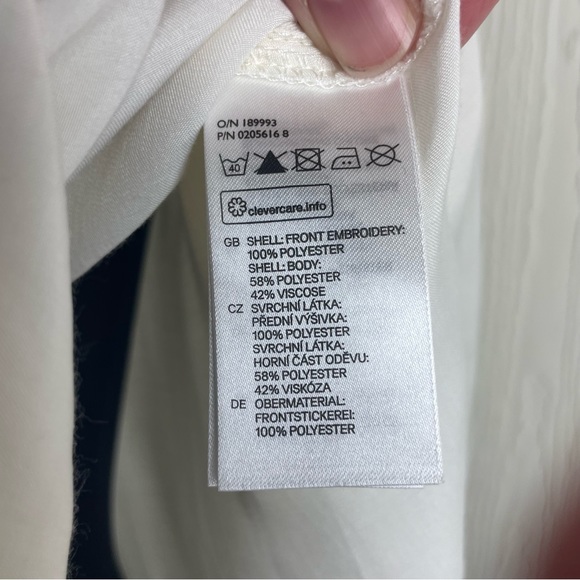 O/N 189993
P/N 0205616 8
40
clevercare.info
GB SHELL: FRONT EMBROIDERY:
100% POLYESTER
SHELL: BODY:
58% POLYESTER
42% VISCOSE
CZ SVRCHNÍ LÁTKA:
PŘEDNÍ VÝŠIVKA:
100% POLYESTER
SVRCHNÍ LÁTKA:
HORNÍ ČÁST ODĚVU:
58% POLYESTER
42% VISKÓZA
DE OBERMATERIAL:
FRONTSTICKEREI:
100% POLYESTER